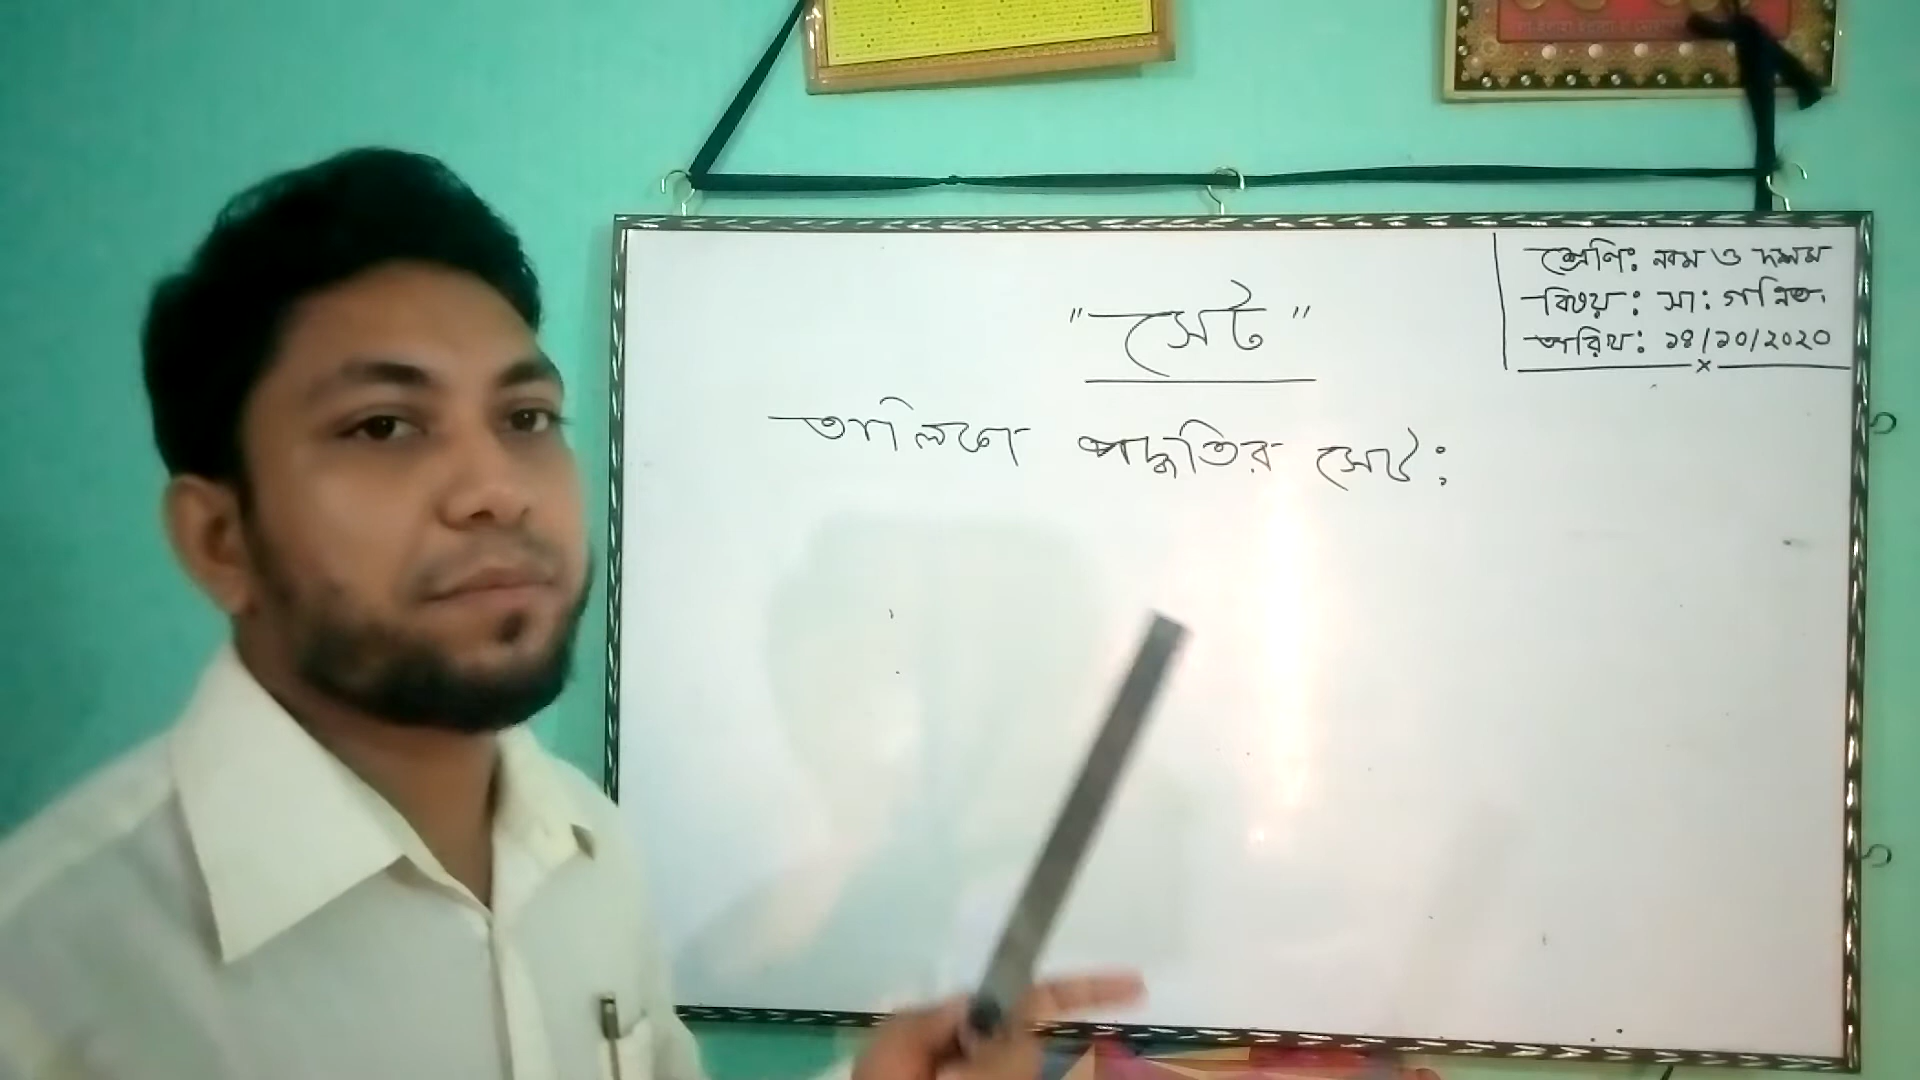 শ্রেণি: নবম ও দশম
বিষয়: সা: গণিত
তারিখ: ১৪/১০/২০২০
"সেট"
তালিকা পদ্ধতির সেট: